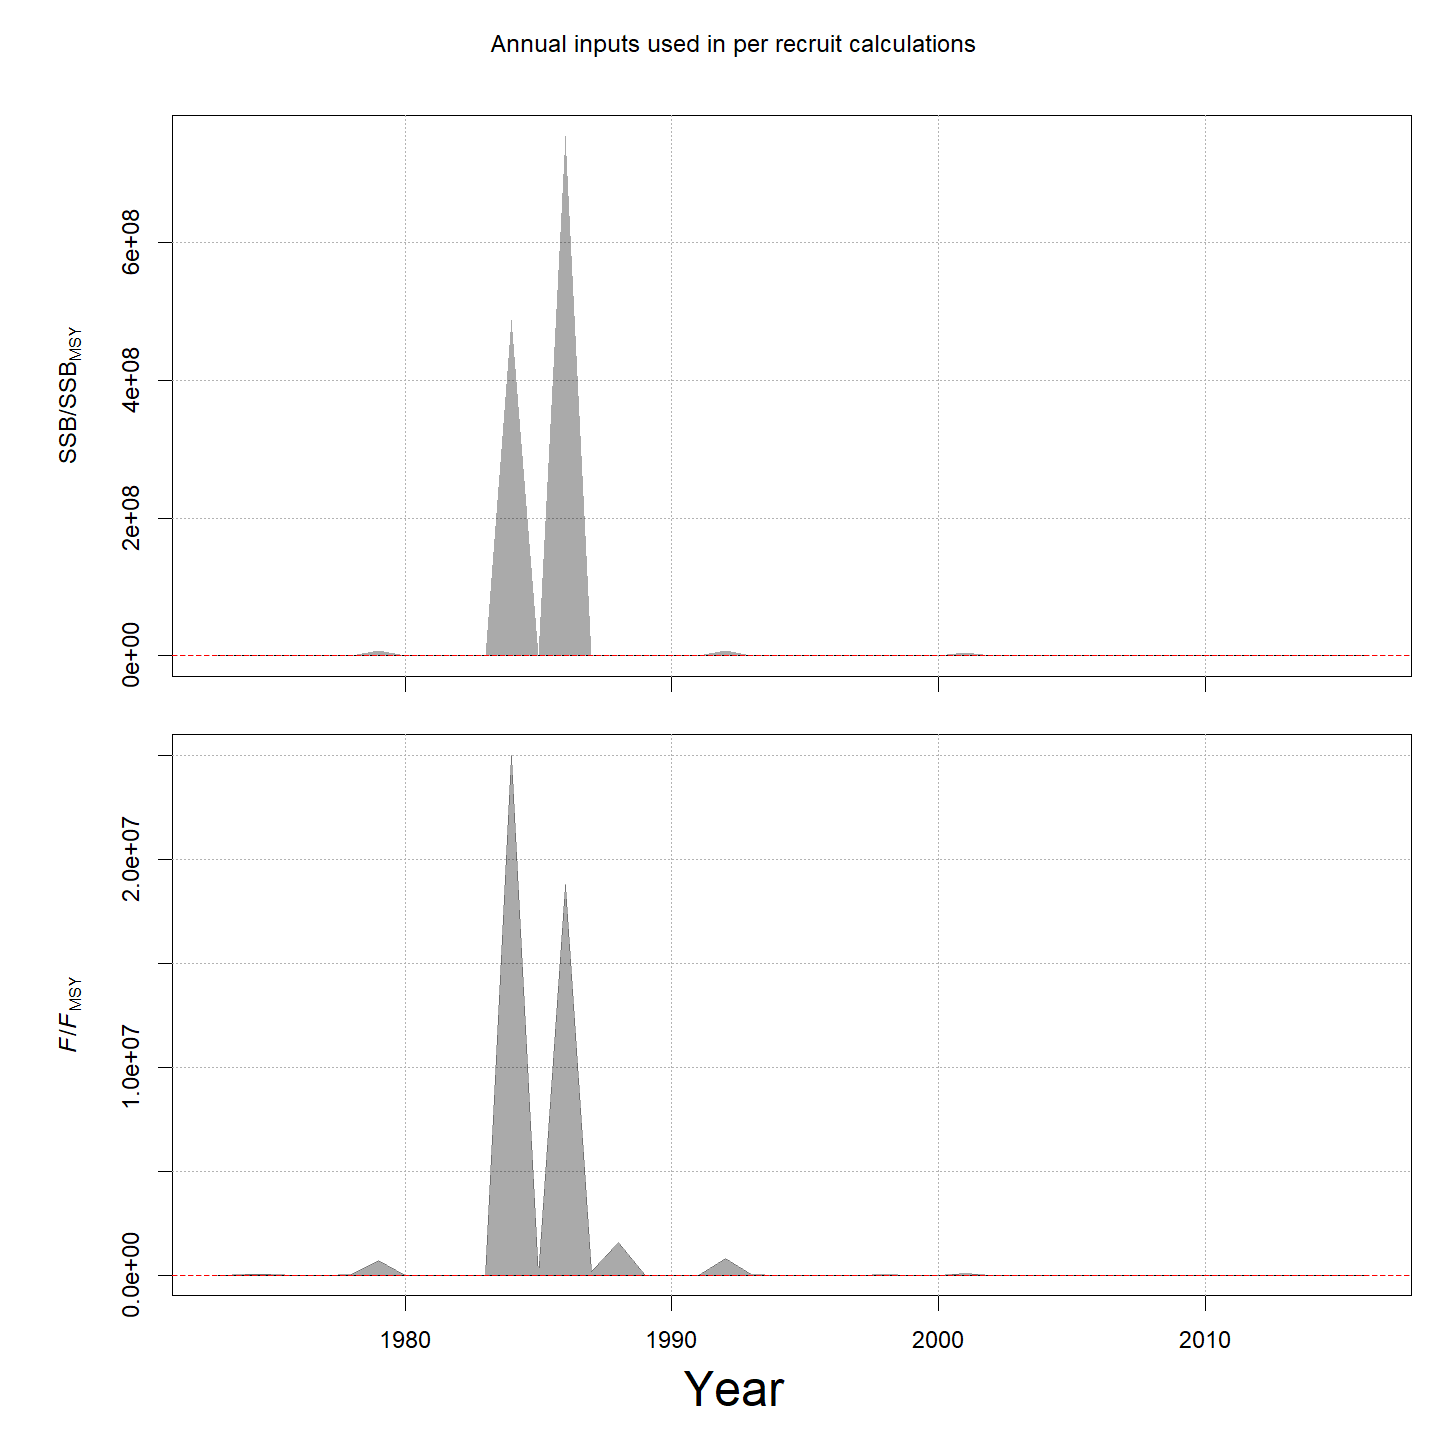 Annual inputs used in per recruit calculations
SSB/SSBMSY
6e+08
4e+08
2e+08
0e+00
F/FMSY
2.0e+07
1.0e+07
0.0e+00
1980 1990 2000 2010
Year